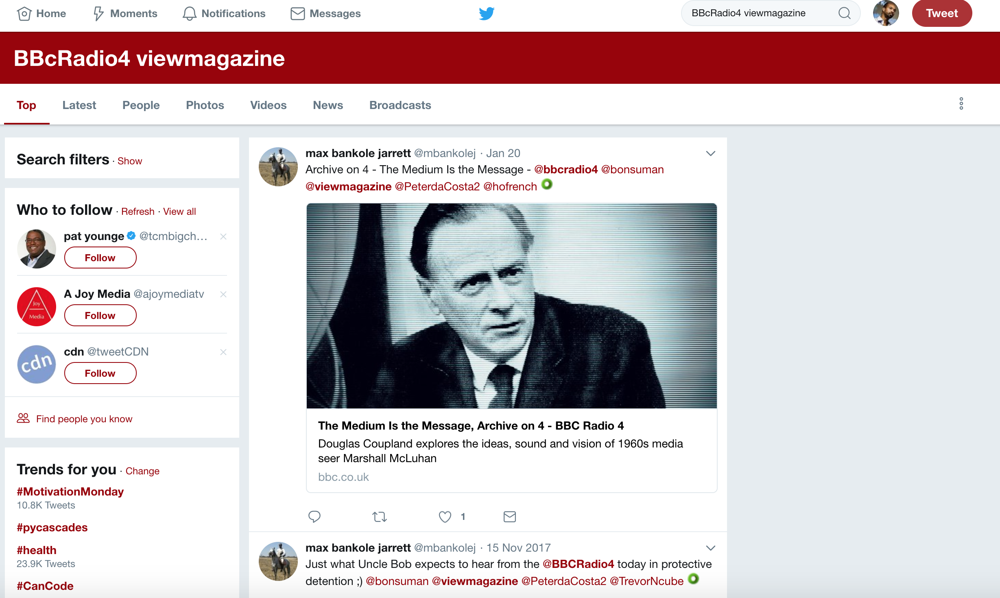 Home Moments Notifications Messages BBcRadio4 viewmagazine Tweet
BBcRadio4 viewmagazine
Top Latest People Photos Videos News Broadcasts
Search filters · Show
Who to follow · Refresh · View all
pat younge @tcmbigch...
Follow
Joy
Media
A Joy Media @ajoymediatv
Follow
cdn
cdn @tweetCDN
Follow
Find people you know
Trends for you · Change
#MotivationMonday
10.8K Tweets
#pycascades
#health
23.9K Tweets
#CanCode
max bankole jarrett @mbankolej · Jan 20
Archive on 4 - The Medium Is the Message - @bbcradio4 @bonsuman
@viewmagazine @PeterdaCosta2 @hofrench
The Medium Is the Message, Archive on 4 - BBC Radio 4
Douglas Coupland explores the ideas, sound and vision of 1960s media
seer Marshall McLuhan
bbc.co.uk
1
max bankole jarrett @mbankolej · 15 Nov 2017
Just what Uncle Bob expects to hear from the @BBCRadio4 today in protective
detention ;) @bonsuman @viewmagazine @PeterdaCosta2 @TrevorNcube